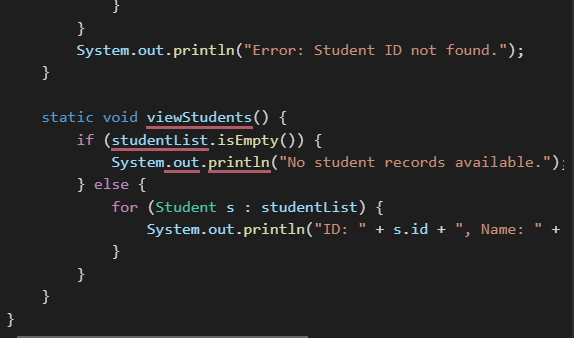 }
}
System.out.println("Error: Student ID not found.");
}
static void viewStudents() {
if (studentList.isEmpty()) {
System.out.println("No student records available.");
} else {
for (Student s : studentList) {
System.out.println("ID: " + s.id + ", Name: " +
}
}
}
}